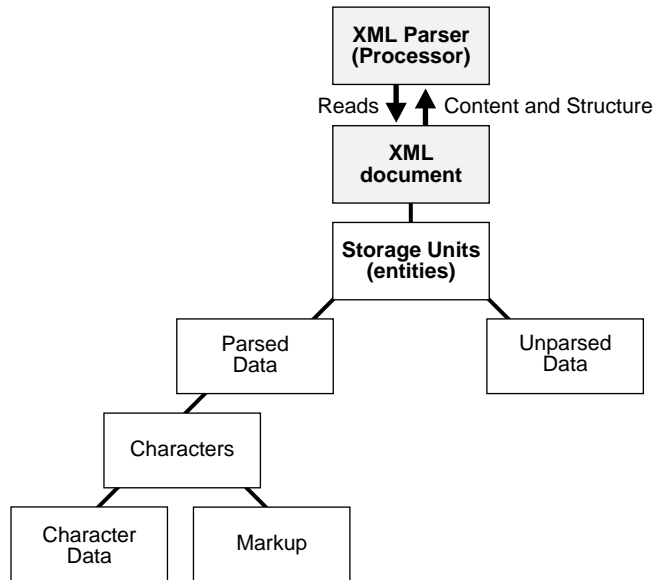 XML Parser
(Processor)
Reads
Content and Structure
XML
document
Storage Units
(entities)
Parsed
Data
Unparsed
Data
Characters
Character
Data
Markup